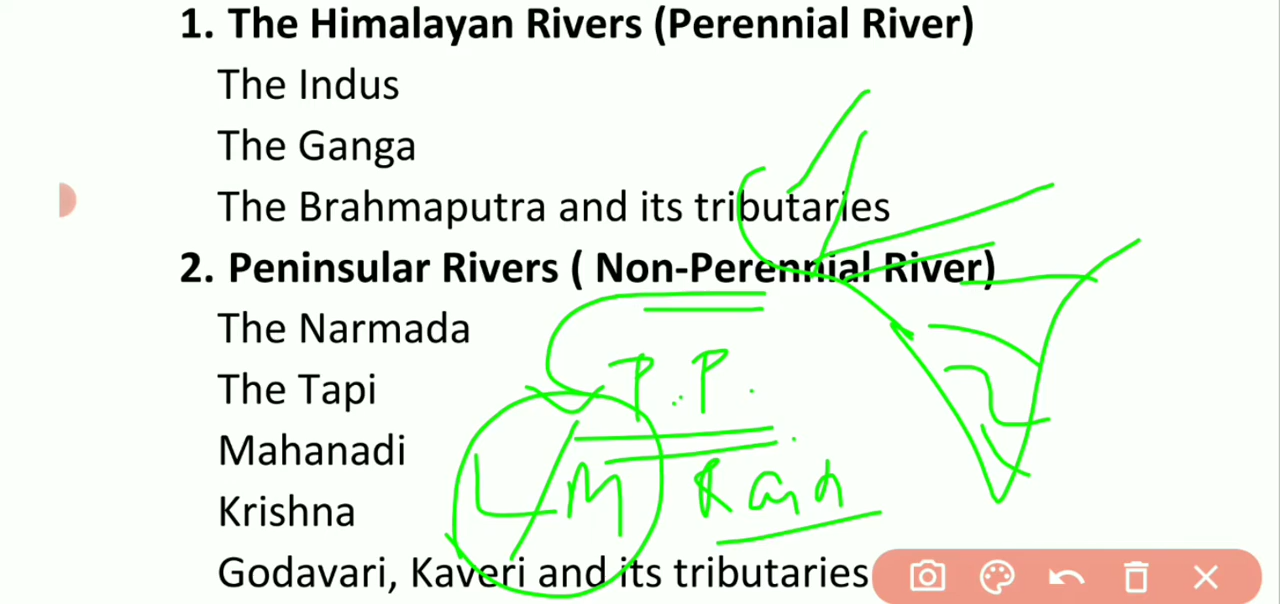 1. The Himalayan Rivers (Perennial River)
The Indus
The Ganga
The Brahmaputra and its tributaries
2. Peninsular Rivers ( Non-Perennial River)
The Narmada
The Tapi
P.P.
Mahanadi
Krishna
L/M
Godavari, Kaveri and its tributaries